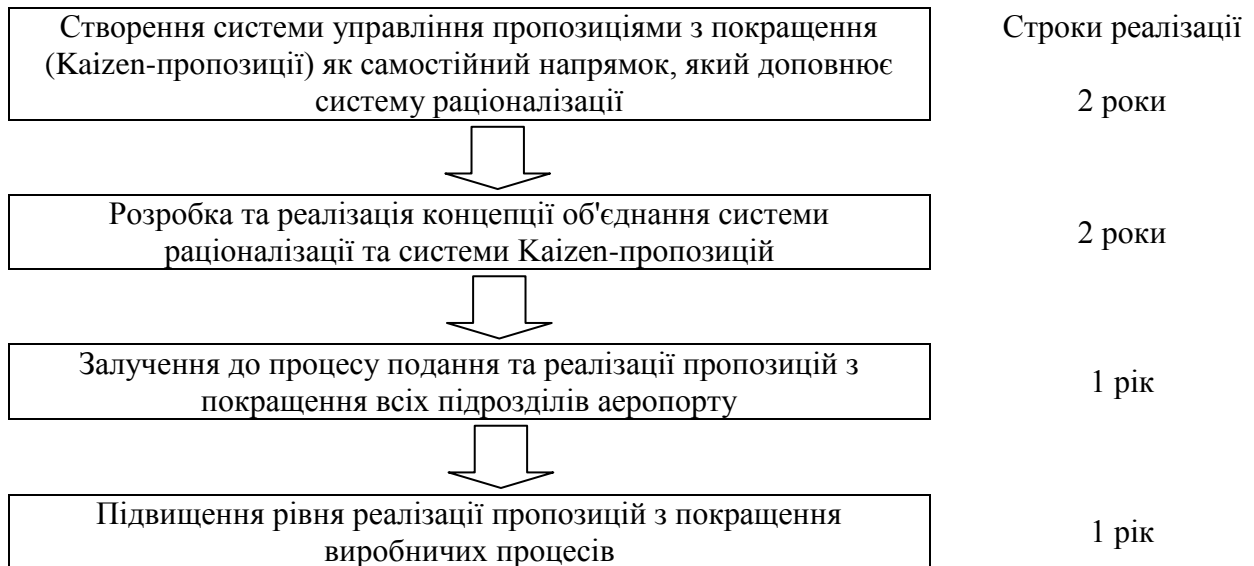 Створення системи управління пропозиціями з покращення
(Kaizen-пропозиції) як самостійний напрямок, який доповнює
систему раціоналізації
Строки реалізації
2 роки
Розробка та реалізація концепції об'єднання системи
раціоналізації та системи Kaizen-пропозицій
2 роки
Залучення до процесу подання та реалізації пропозицій з
покращення всіх підрозділів аеропорту
1 рік
Підвищення рівня реалізації пропозицій з покращення
виробничих процесів
1 рік